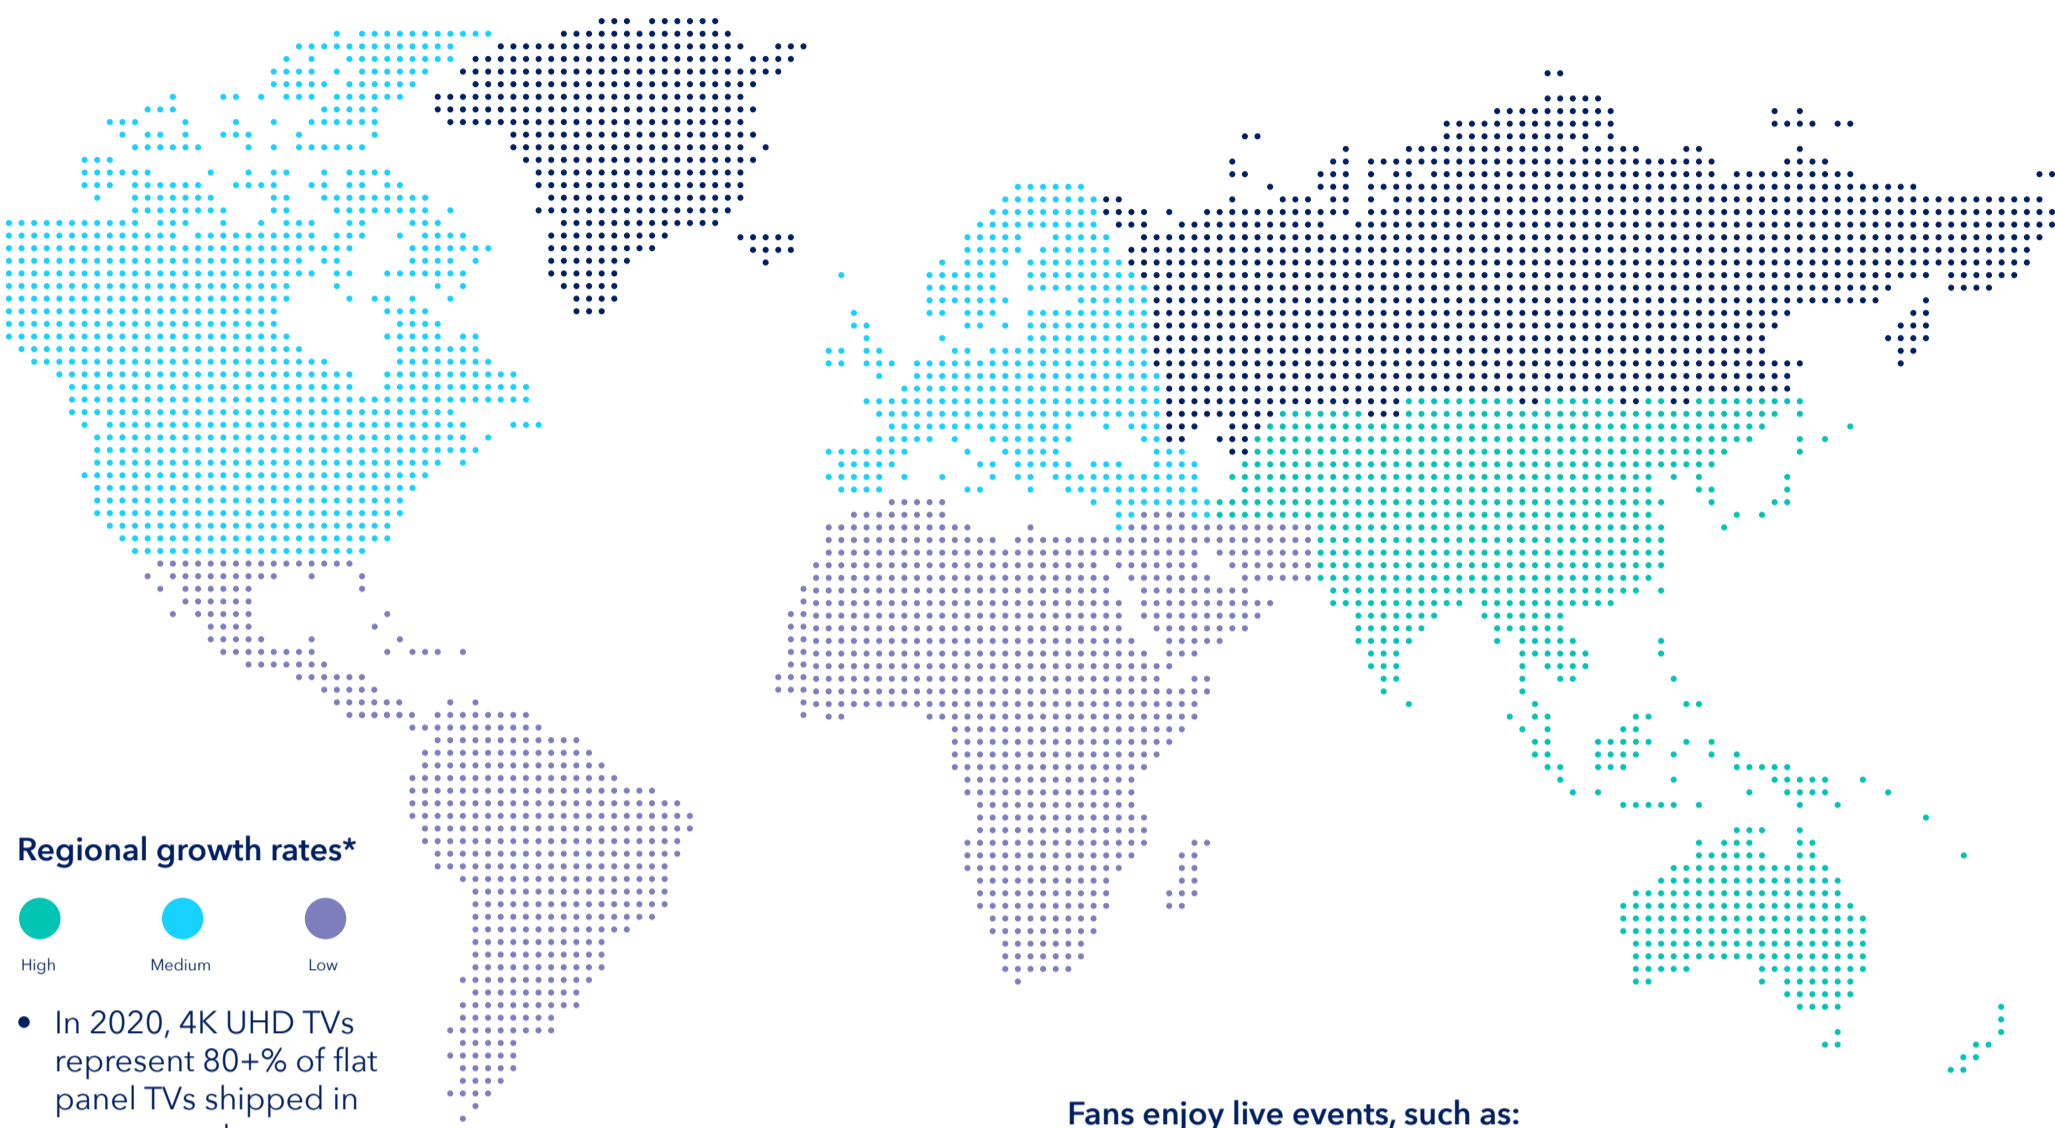 Regional growth rates*
High Medium Low
• In 2020, 4K UHD TVs
represent 80+% of flat
panel TVs shipped in
Fans enjoy live events, such as: